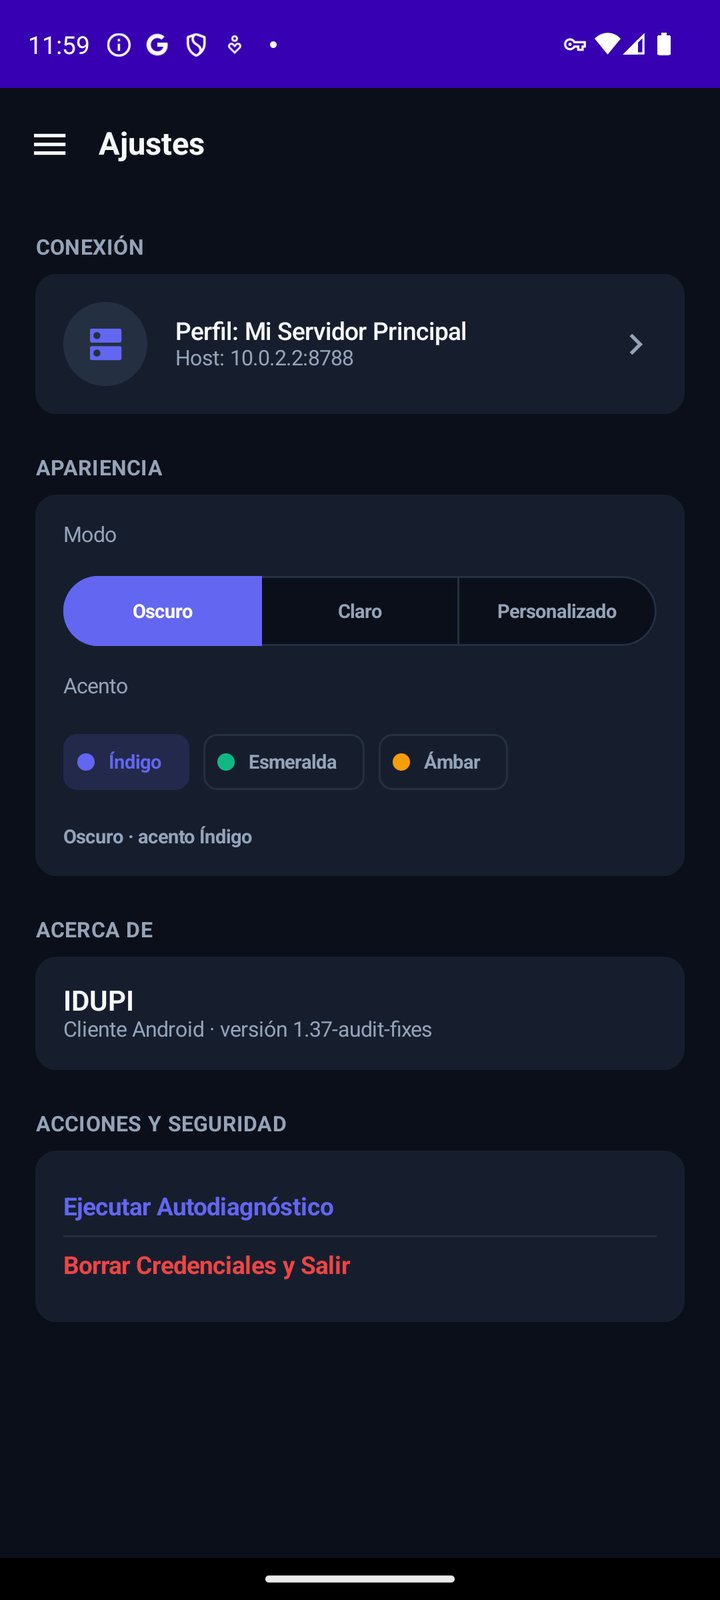 11:59
Ajustes
CONEXIÓN
Perfil: Mi Servidor Principal
Host: 10.0.2.2:8788
APARIENCIA
Modo
Oscuro
Claro
Personalizado
Acento
Índigo
Esmeralda
Ámbar
Oscuro · acento Índigo
ACERCA DE
IDUPI
Cliente Android · versión 1.37-audit-fixes
ACCIONES Y SEGURIDAD
Ejecutar Autodiagnóstico
Borrar Credenciales y Salir